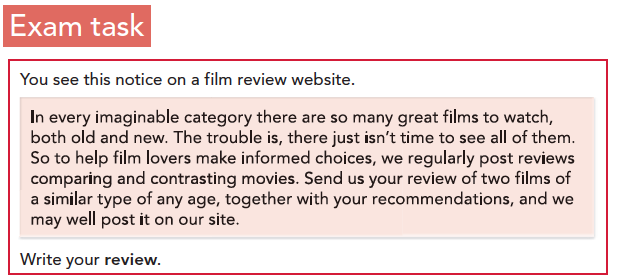 Exam task
You see this notice on a film review website.
In every imaginable category there are so many great films to watch,
both old and new. The trouble is, there just isn't time to see all of them.
So to help film lovers make informed choices, we regularly post reviews
comparing and contrasting movies. Send us your review of two films of
a similar type of any age, together with your recommendations, and we
may well post it on our site.
Write your review.